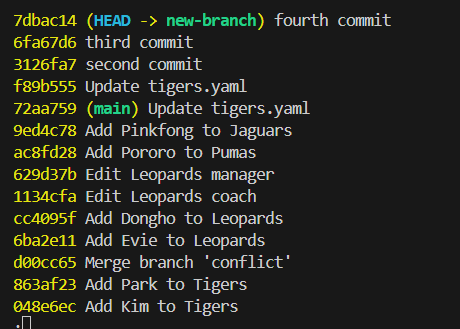 7dbac14 (HEAD -> new-branch) fourth commit
6fa67d6 third commit
3126fa7 second commit
f89b555 Update tigers.yaml
72aa759 (main) Update tigers.yaml
9ed4c78 Add Pinkfong to Jaguars
ac8fd28 Add Pororo to Pumas
629d37b Edit Leopards manager
1134cfa Edit Leopards coach
cc4095f Add Dongho to Leopards
6ba2e11 Add Evie to Leopards
d00cc65 Merge branch 'conflict'
863af23 Add Park to Tigers
048e6ec Add Kim to Tigers
.